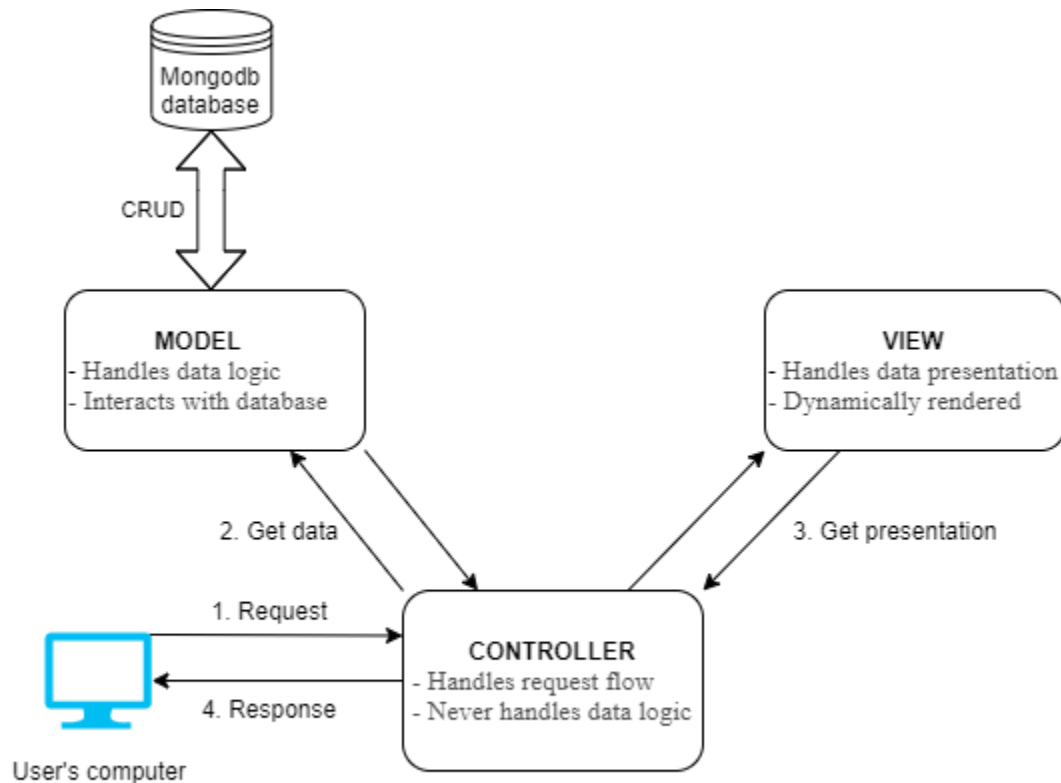 Mongodb
database
CRUD
MODEL
- Handles data logic
- Interacts with database
VIEW
- Handles data presentation
- Dynamically rendered
2. Get data
3. Get presentation
1. Request
CONTROLLER
- Handles request flow
- Never handles data logic
4. Response
User's computer